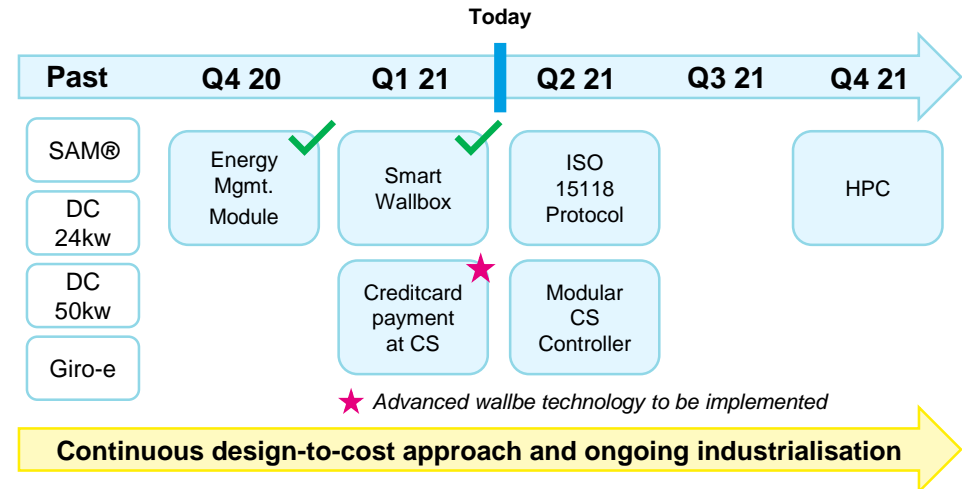 Today
Past Q4 20 Q1 21 Q2 21 Q3 21 Q4 21
SAM®
DC
24kw
DC
50kw
Giro-e
Energy
Mgmt.
Module
Smart
Wallbox
Creditcard
payment
at CS
ISO
15118
Protocol
Modular
CS
Controller
HPC
Advanced wallbe technology to be implemented
Continuous design-to-cost approach and ongoing industrialisation